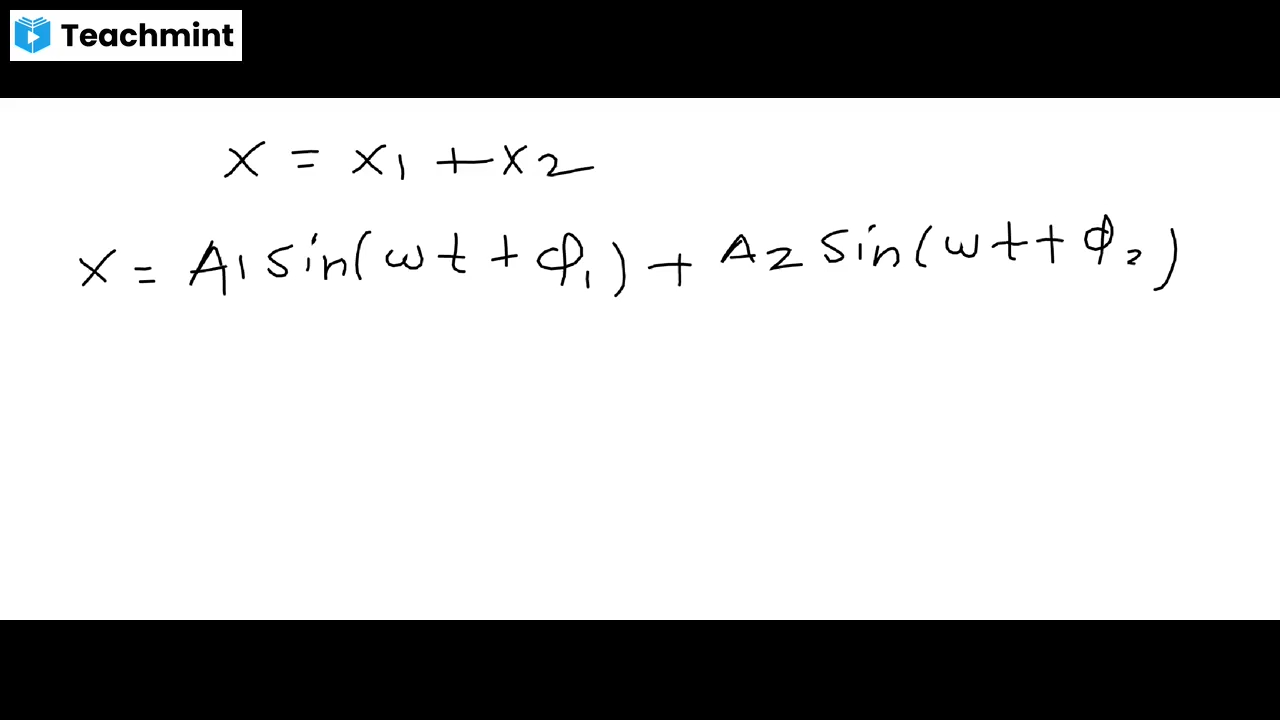 Teachmint
x = x1 + x2
x = A1 sin(ωt + φ1) + A2 sin(ωt + φ2)